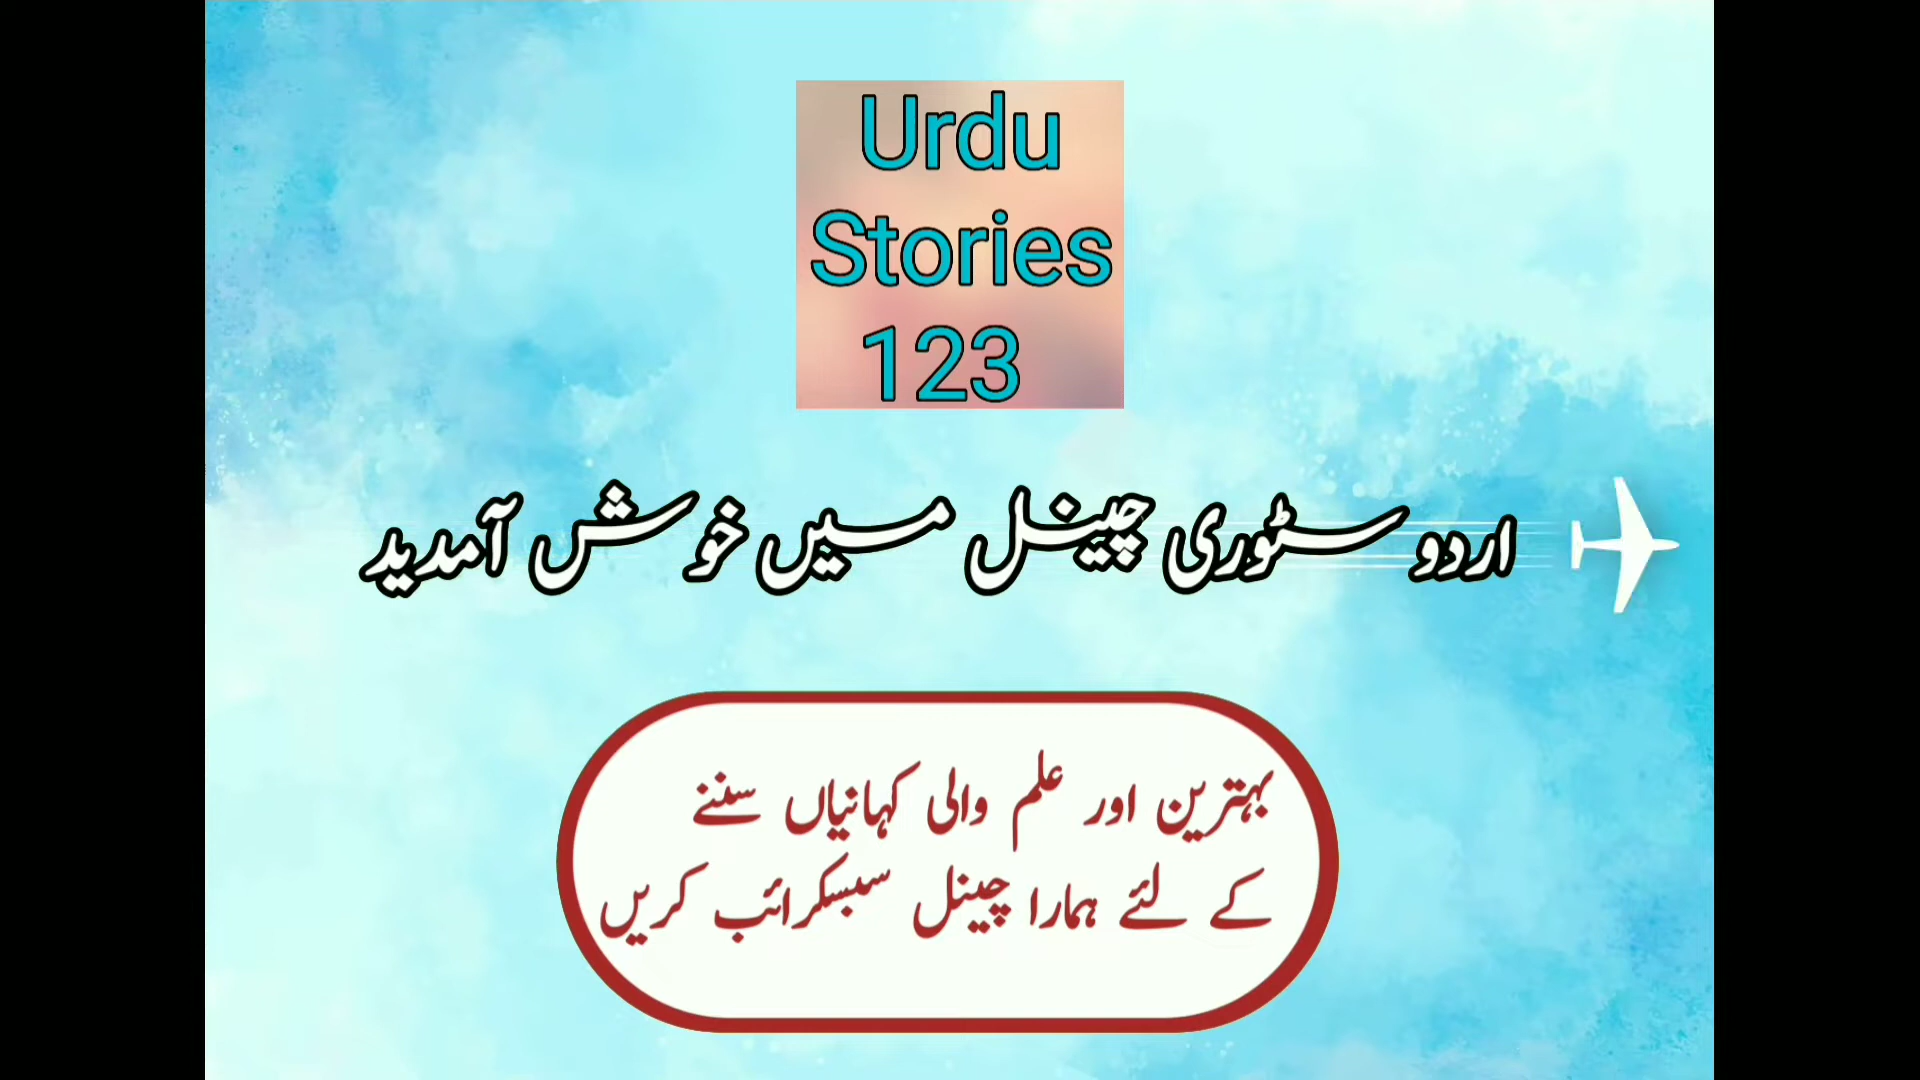 Urdu
Stories
123
اردو سٹوری چینل میں خوش آمدید
بہترین اور علم والی کہانیاں سننے
کے لئے ہمارا چینل سبسکرائب کریں